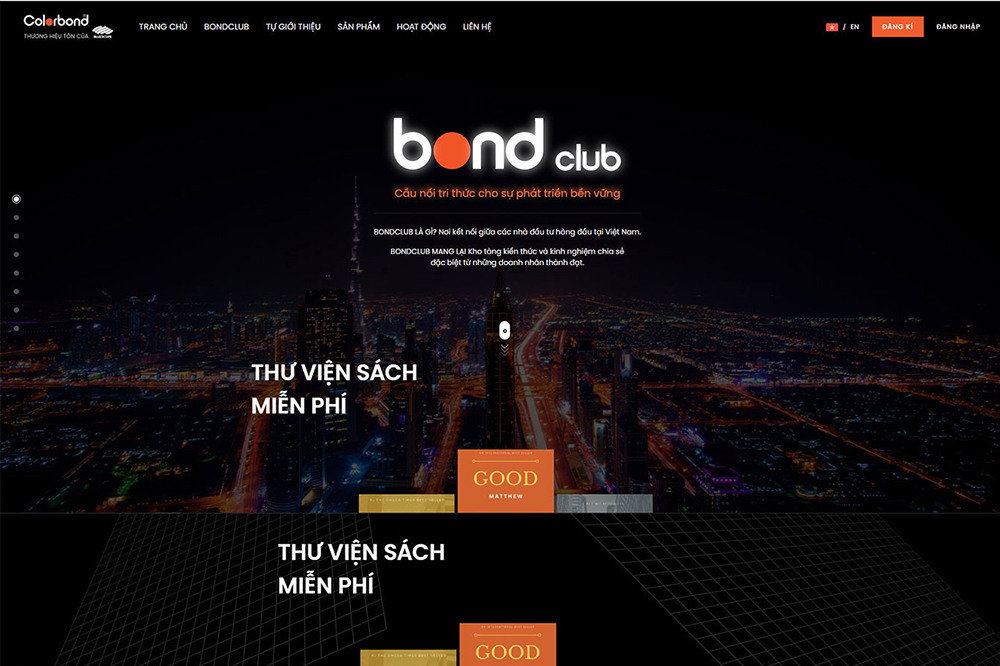 Colorbond
THƯƠNG HIỆU TÔN CỦA BLUESCOPE
TRANG CHỦ BONDCLUB TỰ GIỚI THIỆU SẢN PHẨM HOẠT ĐỘNG LIÊN HỆ
/ EN ĐĂNG KÍ ĐĂNG NHẬP
bond club
Cầu nối tri thức cho sự phát triển bền vững
BONDCLUB LÀ GÌ? Nơi kết nối giữa các nhà đầu tư hàng đầu tại Việt Nam.
BONDCLUB MANG LẠI Kho tàng kiến thức và kinh nghiệm chia sẻ
đặc biệt từ những doanh nhân thành đạt.
THƯ VIỆN SÁCH
MIỄN PHÍ
GOOD
MATTHEW
THƯ VIỆN SÁCH
MIỄN PHÍ
GOOD